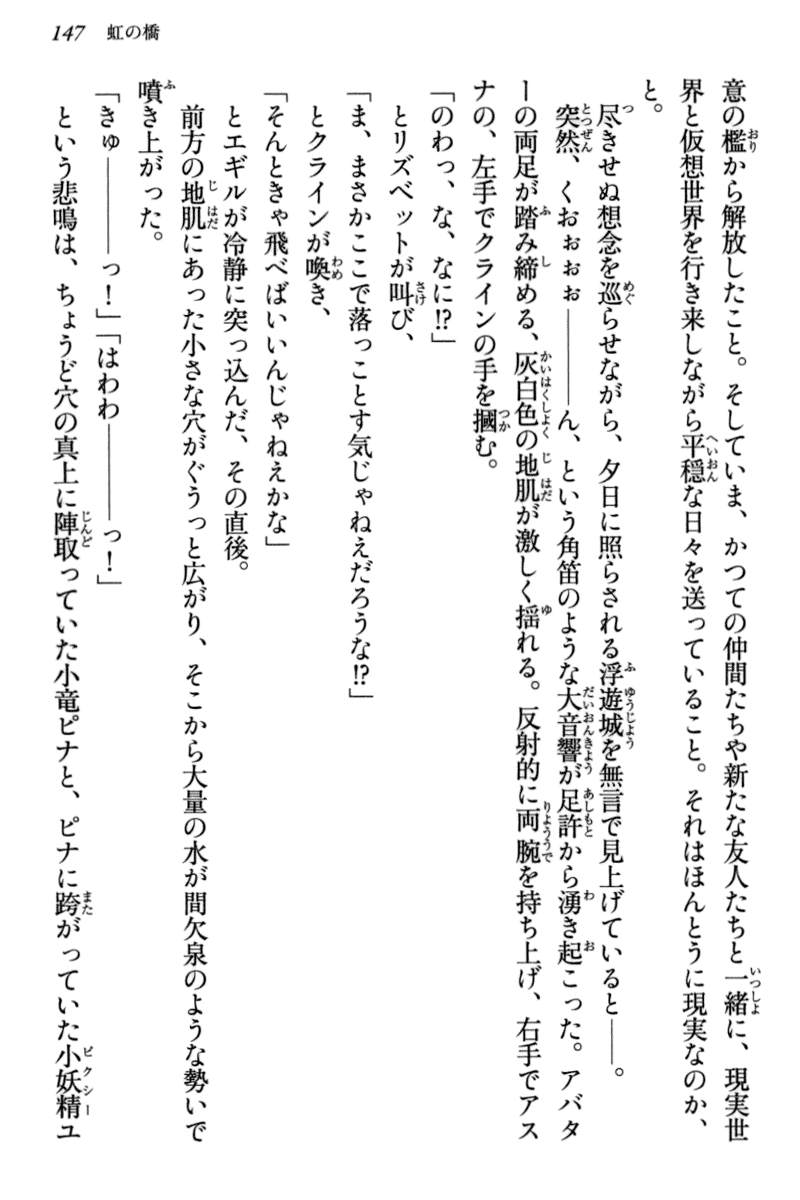 147 虹の橋
意の檻から解放したこと。そしていま、かつての仲間たちや新たな友人たちと一緒に、現実世
界と仮想世界を行き来しながら平穏な日々を送っていること。それはほんとうに現実なのか、
と。
尽きせぬ想念を巡らせながら、夕日に照らされる浮遊城を無言で見上げていると――。
突然、くおぉぉぉ――――ん、という角笛のような大音響が足許から湧き起こった。アバタ
ーの両足が踏み締める、灰白色の地肌が激しく揺れる。反射的に両腕を持ち上げ、右手でアス
ナの、左手でクラインの手を摑む。
「のわっ、な、なに!?」
とリズベットが叫び、
「ま、まさかここで落っことす気じゃねえだろうな!?」
とクラインが喚き、
「そんときゃ飛べばいいんじゃねえかな」
とエギルが冷静に突っ込んだ、その直後。
前方の地肌にあった小さな穴がぐうっと広がり、そこから大量の水が間欠泉のような勢いで
噴き上がった。
「きゅ――――っ！」「はわわ――――っ！」
という悲鳴は、ちょうど穴の真上に陣取っていた小竜ピナと、ピナに跨がっていた小妖精ユ